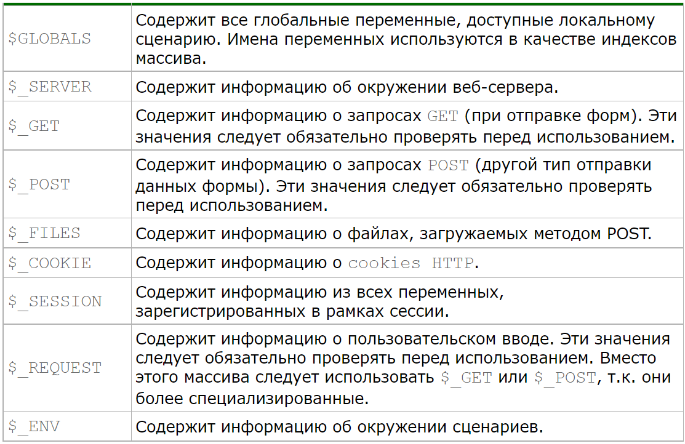 $GLOBALS
Содержит все глобальные переменные, доступные локальному
сценарию. Имена переменных используются в качестве индексов
массива.
$_SERVER
Содержит информацию об окружении веб-сервера.
$_GET
Содержит информацию о запросах GET (при отправке форм). Эти
значения следует обязательно проверять перед использованием.
$_POST
Содержит информацию о запросах POST (другой тип отправки
данных формы). Эти значения следует обязательно проверять
перед использованием.
$_FILES
Содержит информацию о файлах, загружаемых методом POST.
$_COOKIE
Содержит информацию о cookies HTTP.
$_SESSION
Содержит информацию из всех переменных,
зарегистрированных в рамках сессии.
$_REQUEST
Содержит информацию о пользовательском вводе. Эти значения
следует обязательно проверять перед использованием. Вместо
этого массива следует использовать $_GET или $_POST, т.к. они
более специализированные.
$_ENV
Содержит информацию об окружении сценариев.